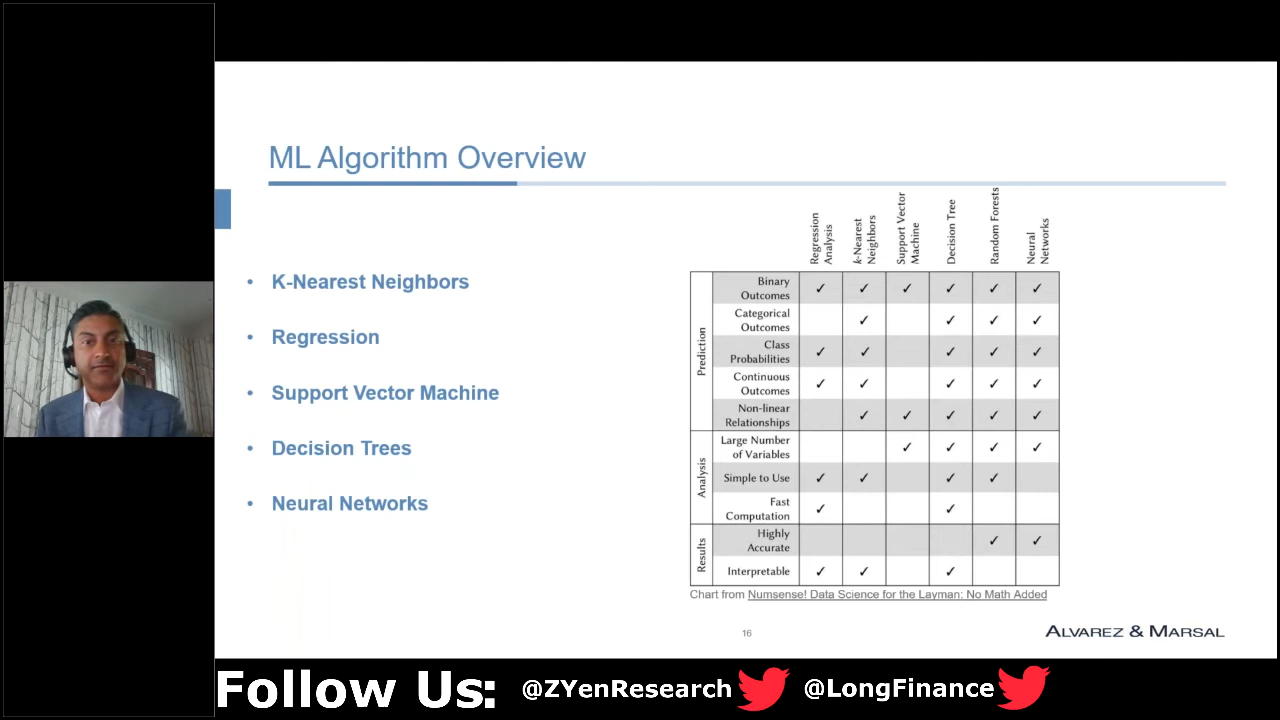 ML Algorithm Overview
• K-Nearest Neighbors
• Regression
• Support Vector Machine
• Decision Trees
• Neural Networks
Regression
Analysis
k-Nearest
Neighbors
Support Vector
Machine
Decision Tree
Random Forests
Neural
Networks
Prediction
Binary
Outcomes ✓ ✓ ✓ ✓ ✓ ✓
Categorical
Outcomes ✓ ✓ ✓ ✓
Class
Probabilities ✓ ✓ ✓ ✓ ✓
Continuous
Outcomes ✓ ✓ ✓ ✓ ✓
Non-linear
Relationships ✓ ✓ ✓ ✓ ✓
Analysis
Large Number
of Variables ✓ ✓ ✓ ✓
Simple to Use ✓ ✓ ✓ ✓
Fast
Computation ✓ ✓
Results
Highly
Accurate ✓ ✓
Interpretable ✓ ✓ ✓
Chart from Numsense! Data Science for the Layman: No Math Added
16
ALVAREZ & MARSAL
Follow Us: @ZYenResearch @LongFinance